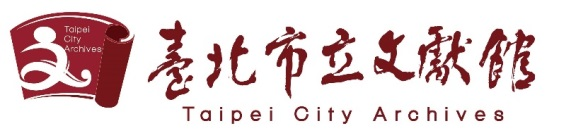 Taipei
City
Archives
臺北市立文獻館
Taipei City Archives